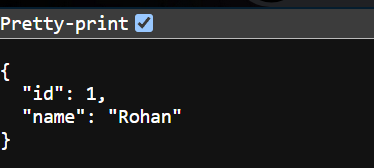 Pretty-print
{
  "id": 1,
  "name": "Rohan"
}